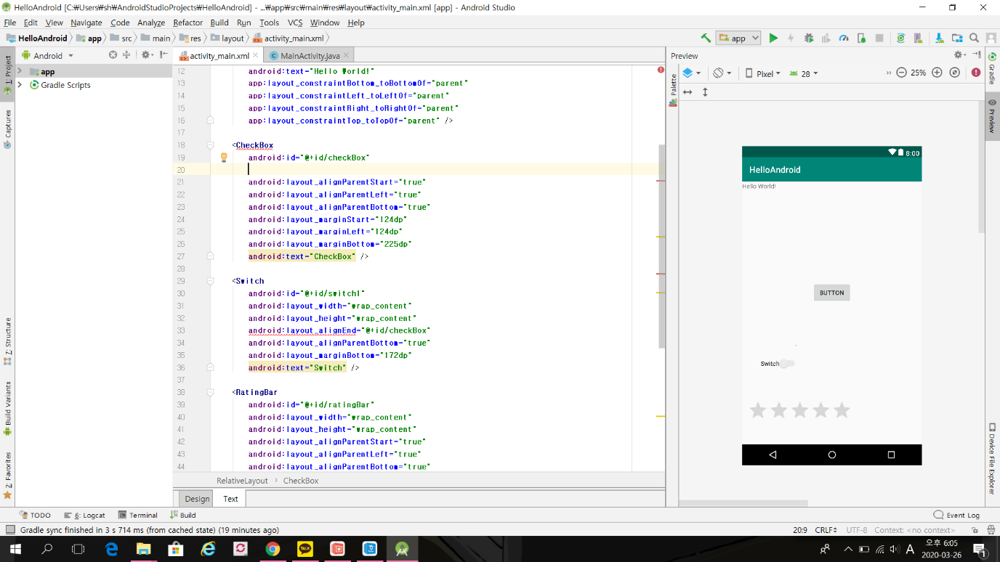 HelloAndroid [C:₩Users₩sh₩AndroidStudioProjects₩HelloAndroid] - ...₩app₩src₩main₩res₩layout₩activity_main.xml [app] - Android Studio
File Edit View Navigate Code Analyze Refactor Build Run Tools VCS Window Help
HelloAndroid app src main res layout activity_main.xml app
Android activity_main.xml MainActivity.java Preview
app
Gradle Scripts
1: Project
Captures
7: Structure
Build Variants
2: Favorites
12 android:text="Hello World!"
13 app:layout_constraintBottom_toBottomOf="parent"
14 app:layout_constraintLeft_toLeftOf="parent"
15 app:layout_constraintRight_toRightOf="parent"
16 app:layout_constraintTop_toTopOf="parent" />
17
18 <CheckBox
19 android:id="@+id/checkBox"
20
21 android:layout_alignParentStart="true"
22 android:layout_alignParentLeft="true"
23 android:layout_alignParentBottom="true"
24 android:layout_marginStart="124dp"
25 android:layout_marginLeft="124dp"
26 android:layout_marginBottom="225dp"
27 android:text="CheckBox" />
28
29 <Switch
30 android:id="@+id/switch1"
31 android:layout_width="wrap_content"
32 android:layout_height="wrap_content"
33 android:layout_alignEnd="@+id/checkBox"
34 android:layout_alignParentBottom="true"
35 android:layout_marginBottom="172dp"
36 android:text="Switch" />
37
38 <RatingBar
39 android:id="@+id/ratingBar"
40 android:layout_width="wrap_content"
41 android:layout_height="wrap_content"
42 android:layout_alignParentStart="true"
43 android:layout_alignParentLeft="true"
44 android:layout_alignParentBottom="true"
RelativeLayout › CheckBox
Design Text
Palette
Pixel 28 25%
8:00
HelloAndroid
Hello World!
BUTTON
Switch
Gradle
Preview
Device File Explorer
TODO 6: Logcat Terminal Build Event Log
Gradle sync finished in 3 s 714 ms (from cached state) (19 minutes ago) 20:9 CRLF UTF-8 Context: <no context>
TALK
A
오후 6:05
2020-03-26
1